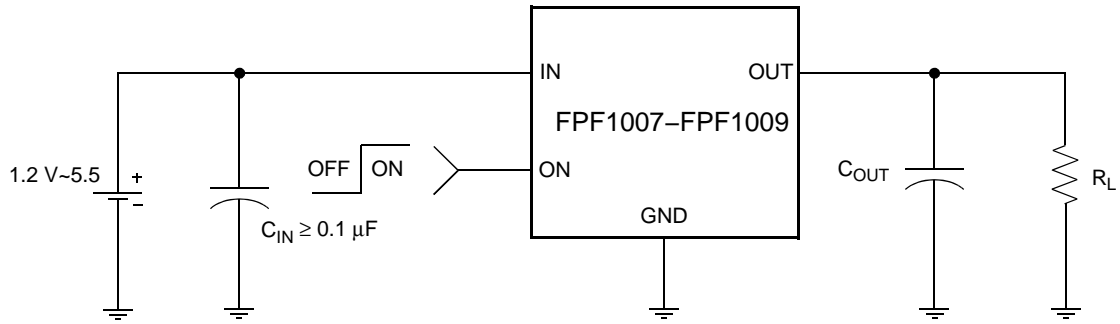 IN
OUT
FPF1007–FPF1009
1.2 V~5.5
+
–
OFF
ON
ON
C_OUT
R_L
GND
C_IN ≥ 0.1 μF